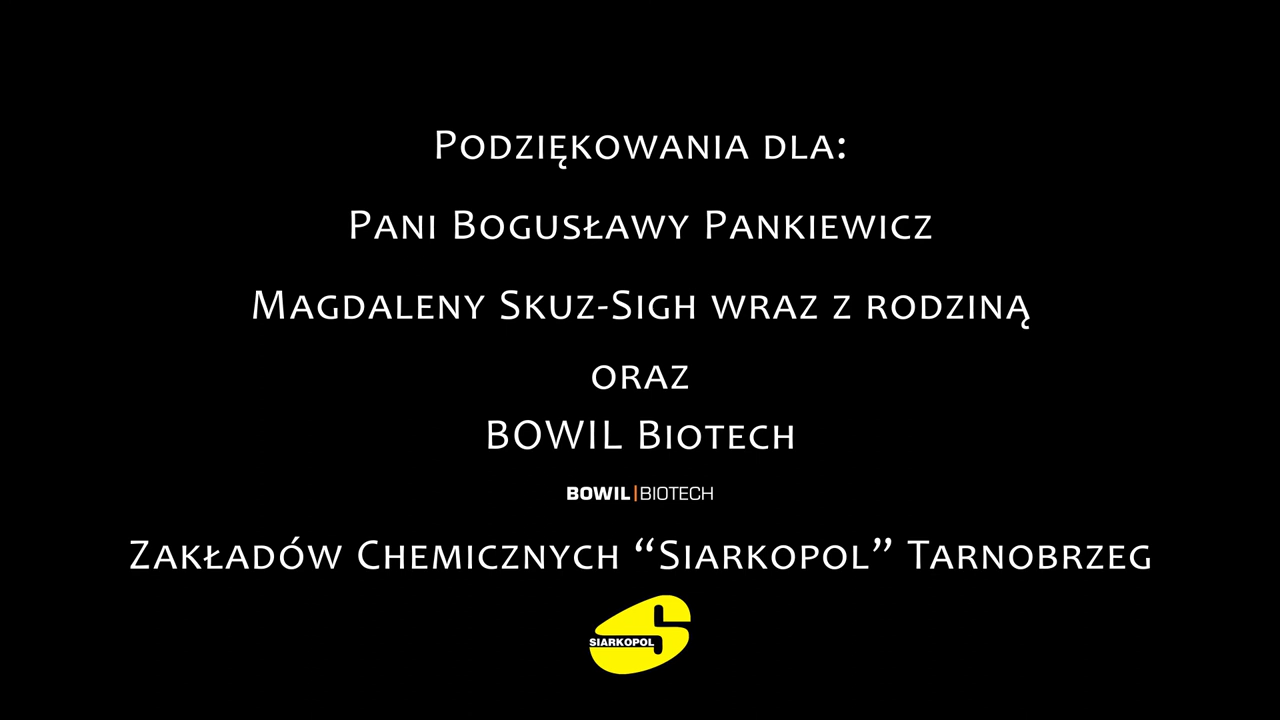 Podziękowania dla:
Pani Bogusławy Pankiewicz
Magdaleny Skuz-Sigh wraz z rodziną
oraz
BOWIL Biotech
BOWIL|BIOTECH
Zakładów Chemicznych “Siarkopol” Tarnobrzeg
SIARKOPOL